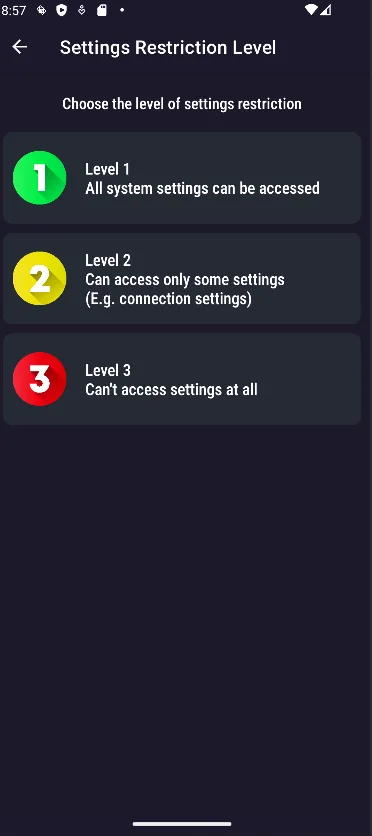 8:57
Settings Restriction Level
Choose the level of settings restriction
1
Level 1
All system settings can be accessed
2
Level 2
Can access only some settings
(E.g. connection settings)
3
Level 3
Can't access settings at all